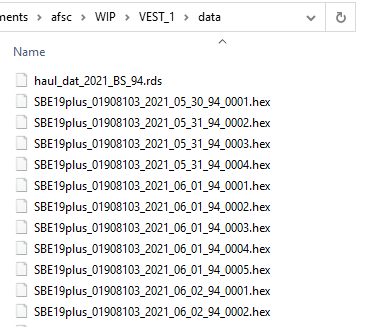 ments > afsc > WIP > VEST_1 > data
Name
haul_dat_2021_BS_94.rds
SBE19plus_01908103_2021_05_30_94_0001.hex
SBE19plus_01908103_2021_05_31_94_0002.hex
SBE19plus_01908103_2021_05_31_94_0003.hex
SBE19plus_01908103_2021_05_31_94_0004.hex
SBE19plus_01908103_2021_06_01_94_0001.hex
SBE19plus_01908103_2021_06_01_94_0002.hex
SBE19plus_01908103_2021_06_01_94_0003.hex
SBE19plus_01908103_2021_06_01_94_0004.hex
SBE19plus_01908103_2021_06_01_94_0005.hex
SBE19plus_01908103_2021_06_02_94_0001.hex
SBE19plus_01908103_2021_06_02_94_0002.hex